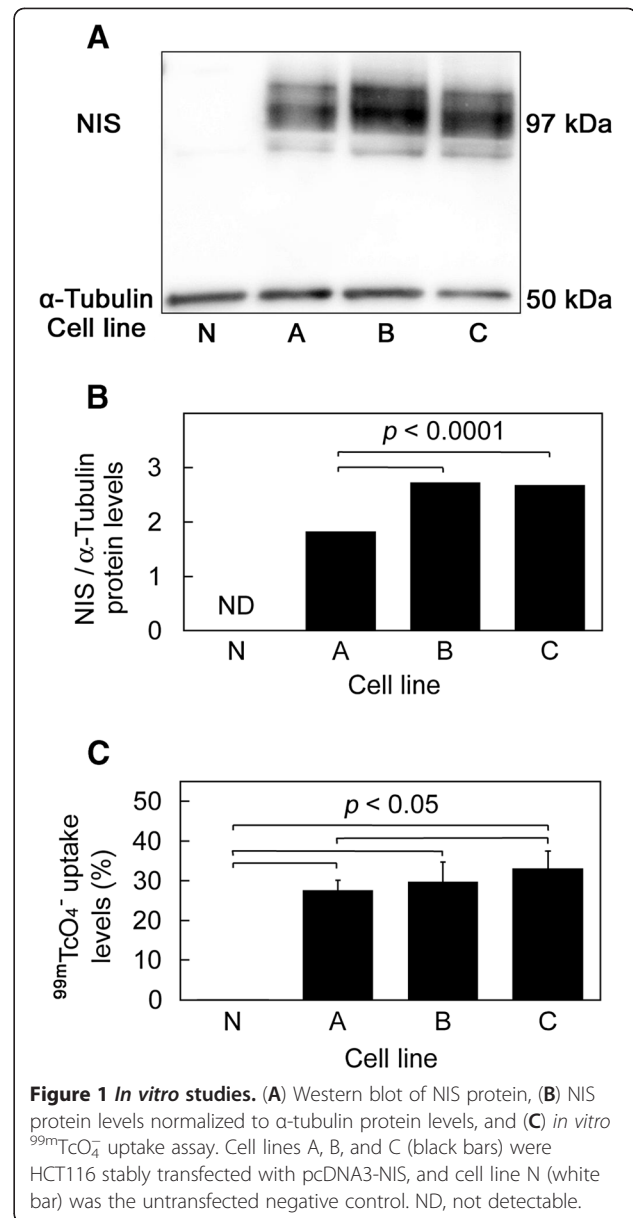 A
NIS
97 kDa
α-Tubulin
50 kDa
Cell line
N A B C
B
p < 0.0001
NIS / α-Tubulin
protein levels
3
2
1
0
ND
N A B C
Cell line
C
p < 0.05
99mTcO4- uptake
levels (%)
50
40
30
20
10
0
N A B C
Cell line
Figure 1 In vitro studies. (A) Western blot of NIS protein, (B) NIS
protein levels normalized to α-tubulin protein levels, and (C) in vitro
99mTcO4- uptake assay. Cell lines A, B, and C (black bars) were
HCT116 stably transfected with pcDNA3-NIS, and cell line N (white
bar) was the untransfected negative control. ND, not detectable.